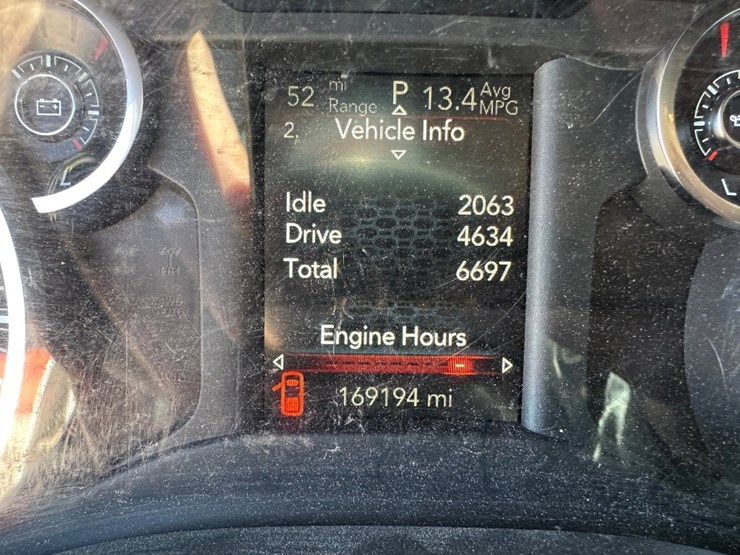 52 mi Range P 13.4 Avg MPG
2. Vehicle Info
Idle 2063
Drive 4634
Total 6697
Engine Hours
169194 mi
L
L